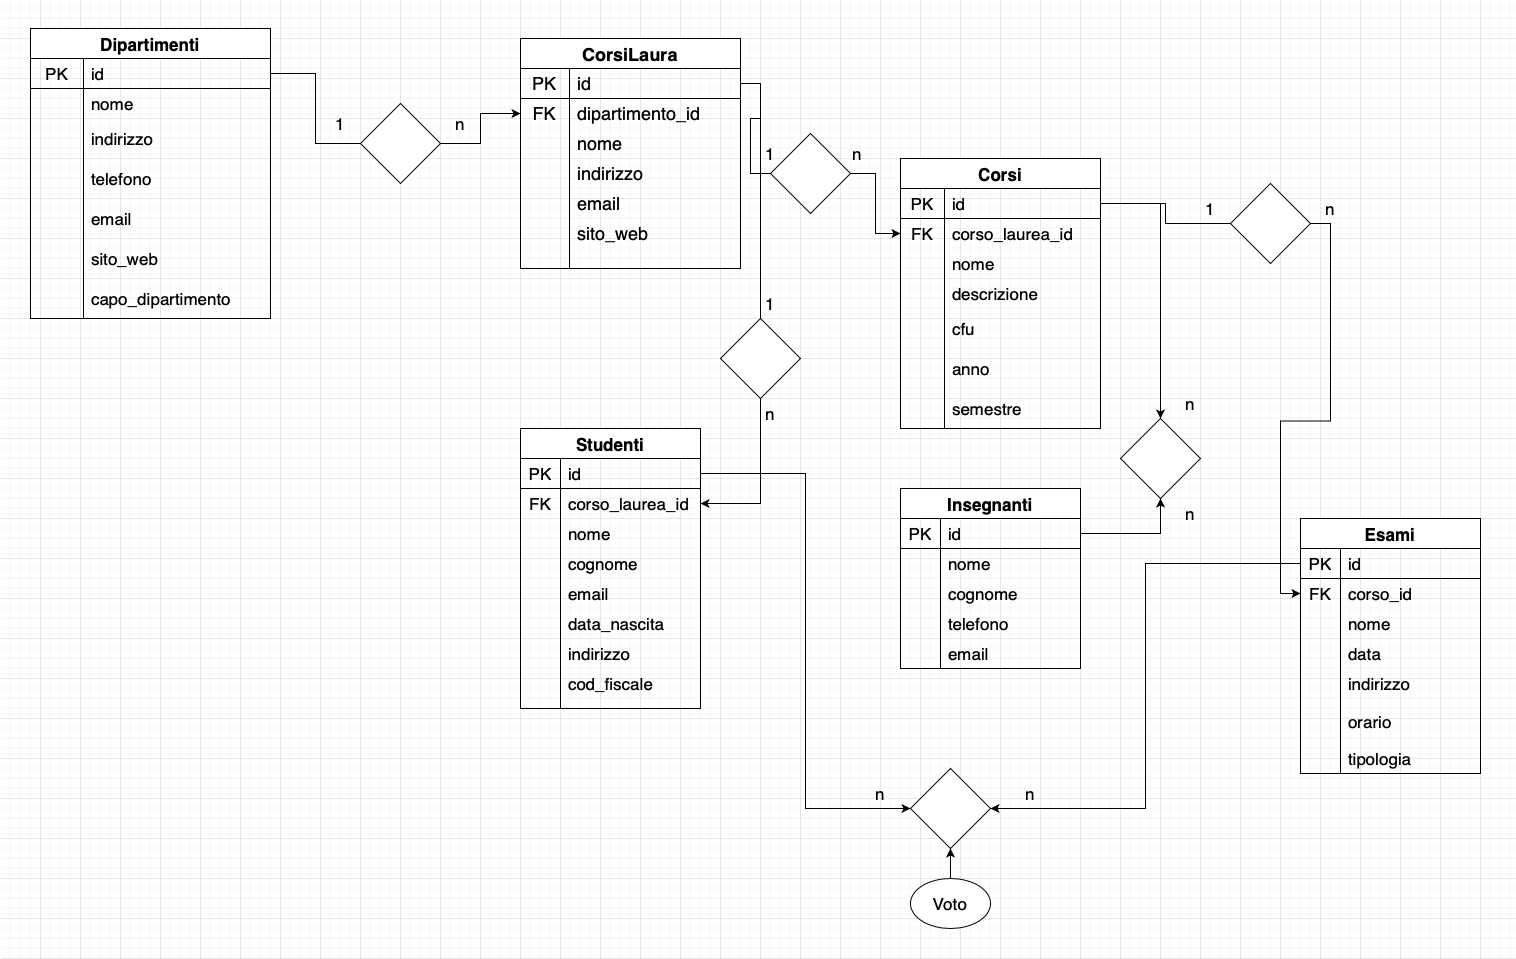 Dipartimenti
PK id
nome
indirizzo
telefono
email
sito_web
capo_dipartimento
1
n
CorsiLaura
PK id
FK dipartimento_id
nome
indirizzo
email
sito_web
1
n
1
n
Corsi
PK id
FK corso_laurea_id
nome
descrizione
cfu
anno
semestre
1
n
n
n
Studenti
PK id
FK corso_laurea_id
nome
cognome
email
data_nascita
indirizzo
cod_fiscale
Insegnanti
PK id
nome
cognome
telefono
email
Esami
PK id
FK corso_id
nome
data
indirizzo
orario
tipologia
n
n
Voto